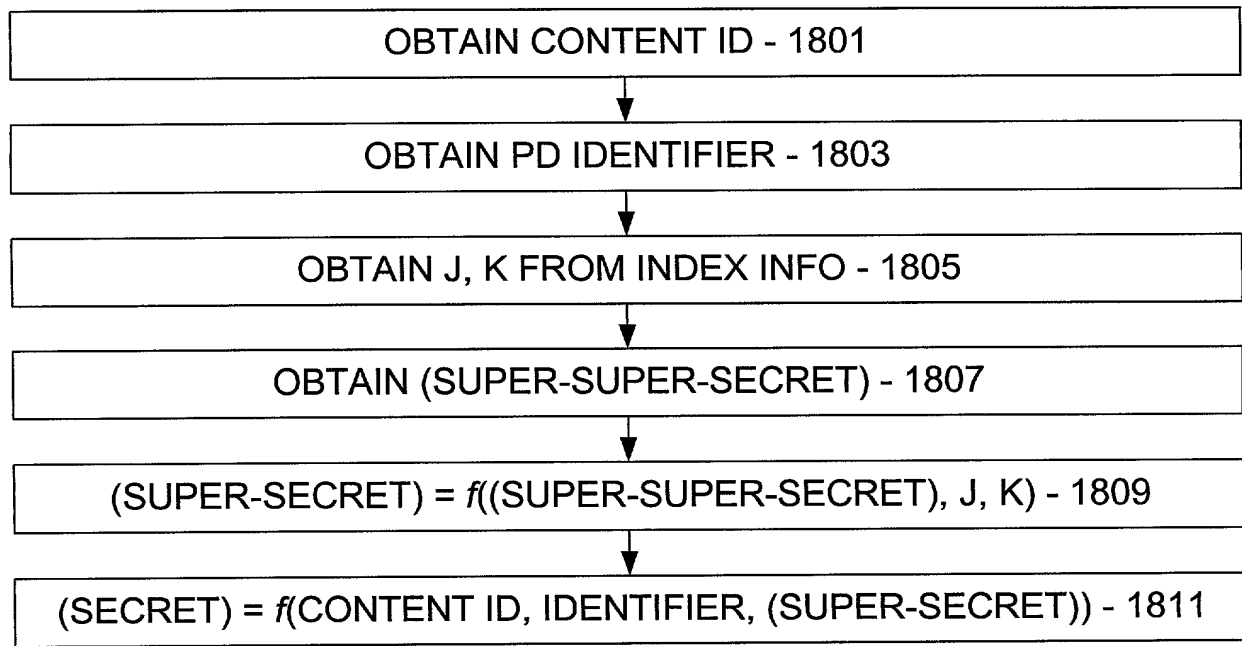 OBTAIN CONTENT ID - 1801
OBTAIN PD IDENTIFIER - 1803
OBTAIN J, K FROM INDEX INFO - 1805
OBTAIN (SUPER-SUPER-SECRET) - 1807
(SUPER-SECRET) = f((SUPER-SUPER-SECRET), J, K) - 1809
(SECRET) = f(CONTENT ID, IDENTIFIER, (SUPER-SECRET)) - 1811